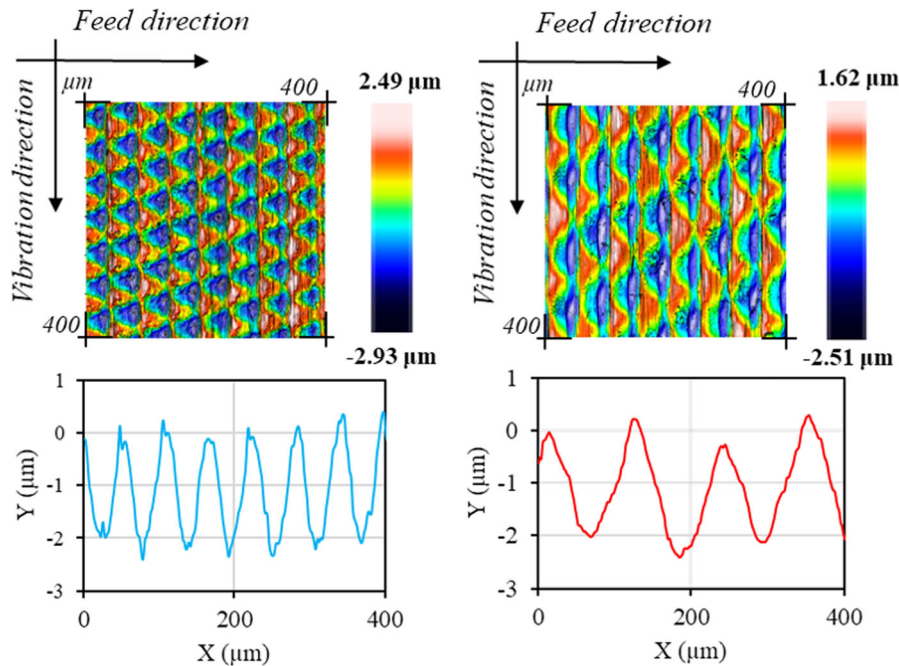 Feed direction
Vibration direction
µm
400
400
2.49 µm
-2.93 µm
Feed direction
Vibration direction
µm
400
400
1.62 µm
-2.51 µm
1
0
-1
-2
-3
Y (µm)
0
200
400
X (µm)
1
0
-1
-2
-3
Y (µm)
0
200
400
X (µm)